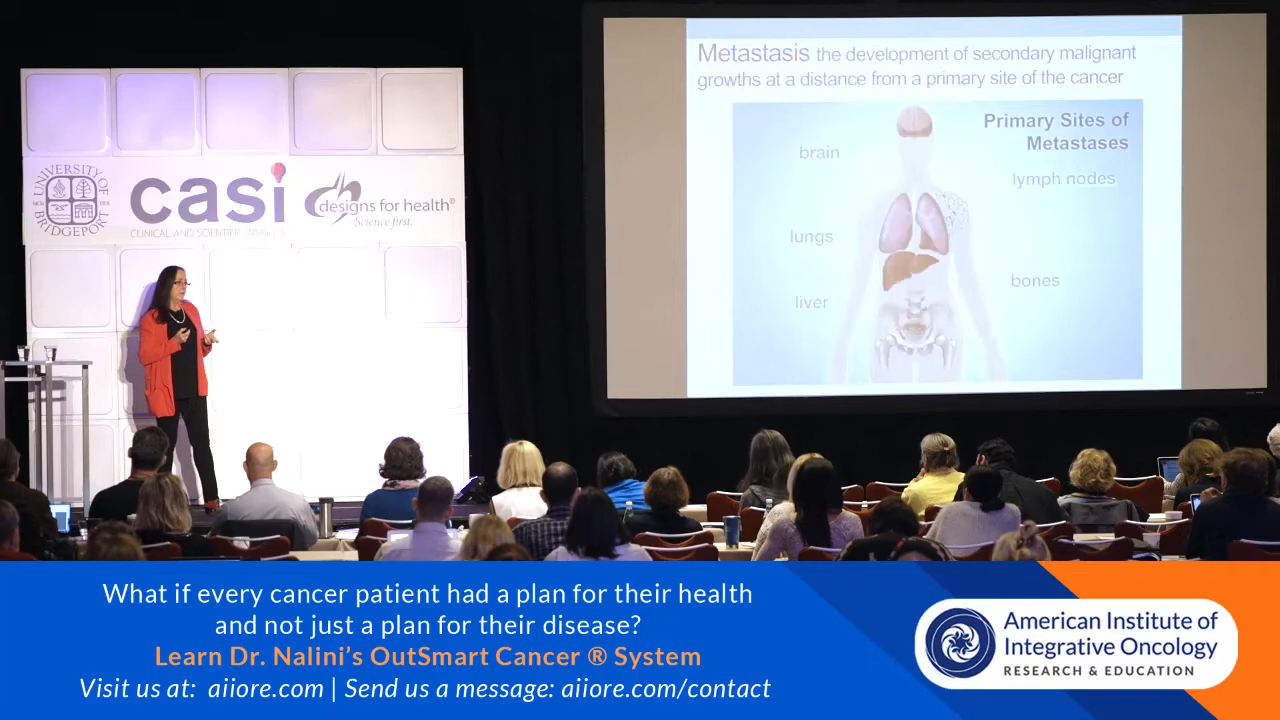 Metastasis the development of secondary malignant
growths at a distance from a primary site of the cancer
Primary Sites of
Metastases
brain
lymph nodes
lungs
bones
liver
UNIVERSITY OF
BRIDGEPORT
casi
CLINICAL AND SCIENTIFIC INSIGHTS
designs for health®
Science first.
What if every cancer patient had a plan for their health
and not just a plan for their disease?
Learn Dr. Nalini’s OutSmart Cancer ® System
Visit us at: aiiore.com | Send us a message: aiiore.com/contact
American Institute of
Integrative Oncology
RESEARCH & EDUCATION